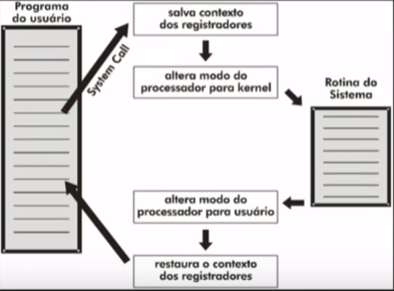 Programa
do usuário
System Call
salva contexto
dos registradores
altera modo do
processador para kernel
Rotina do
Sistema
altera modo do
processador para usuário
restaura o contexto
dos registradores